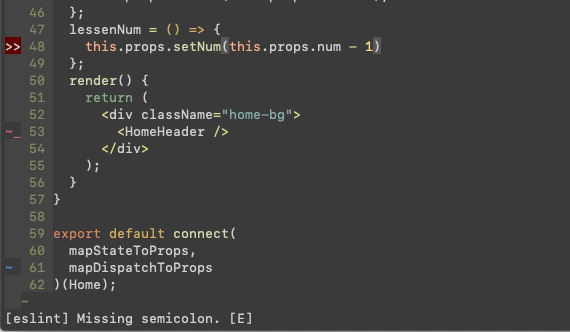 46 };
47 lessenNum = () => {
>> 48 this.props.setNum(this.props.num - 1)
49 };
50 render() {
51 return (
52 <div className="home-bg">
~_ 53 <HomeHeader />
54 </div>
55 );
56 }
57 }
58
59 export default connect(
60 mapStateToProps,
~ 61 mapDispatchToProps
62 )(Home);
~
[eslint] Missing semicolon. [E]